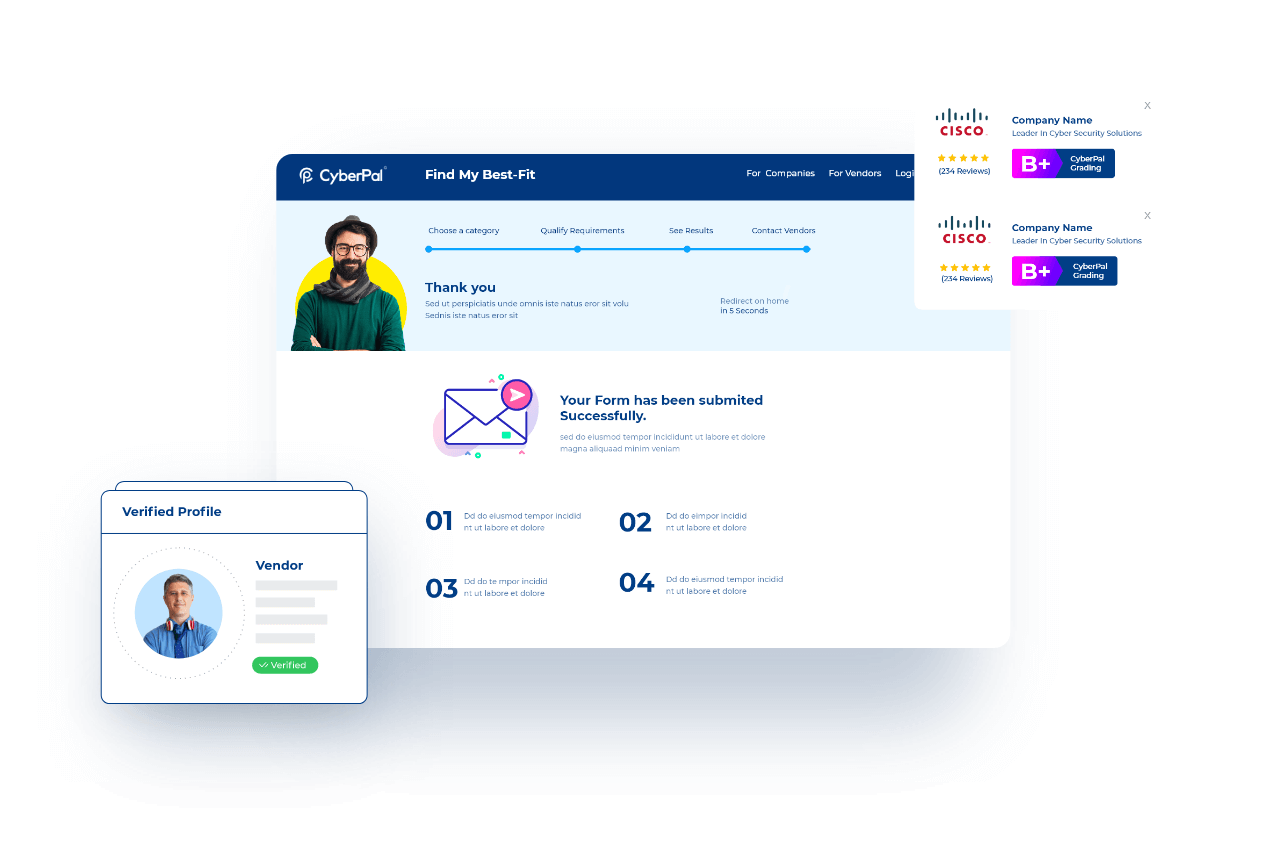 X
CISCO
Company Name
Leader In Cyber Security Solutions
(234 Reviews)
B+
CyberPal
Grading
X
CISCO
Company Name
Leader In Cyber Security Solutions
(234 Reviews)
B+
CyberPal
Grading
CyberPal
Find My Best-Fit
For Companies
For Vendors
Logi
Choose a category
Qualify Requirements
See Results
Contact Vendors
Thank you
Sed ut perspiciatis unde omnis iste natus eror sit volu
Sednis iste natus eror sit
Redirect on home
in 5 Seconds
Your Form has been submited
Successfully.
sed do eiusmod tempor incididunt ut labore et dolore
magna aliquaad minim veniam
01
Dd do eiusmod tempor incidid
nt ut labore et dolore
02
Dd do eimpor incidid
nt ut labore et dolore
03
Dd do te mpor incidid
nt ut labore et dolore
04
Dd do eiusmod tempor incidid
nt ut labore et dolore
Verified Profile
Vendor
Verified